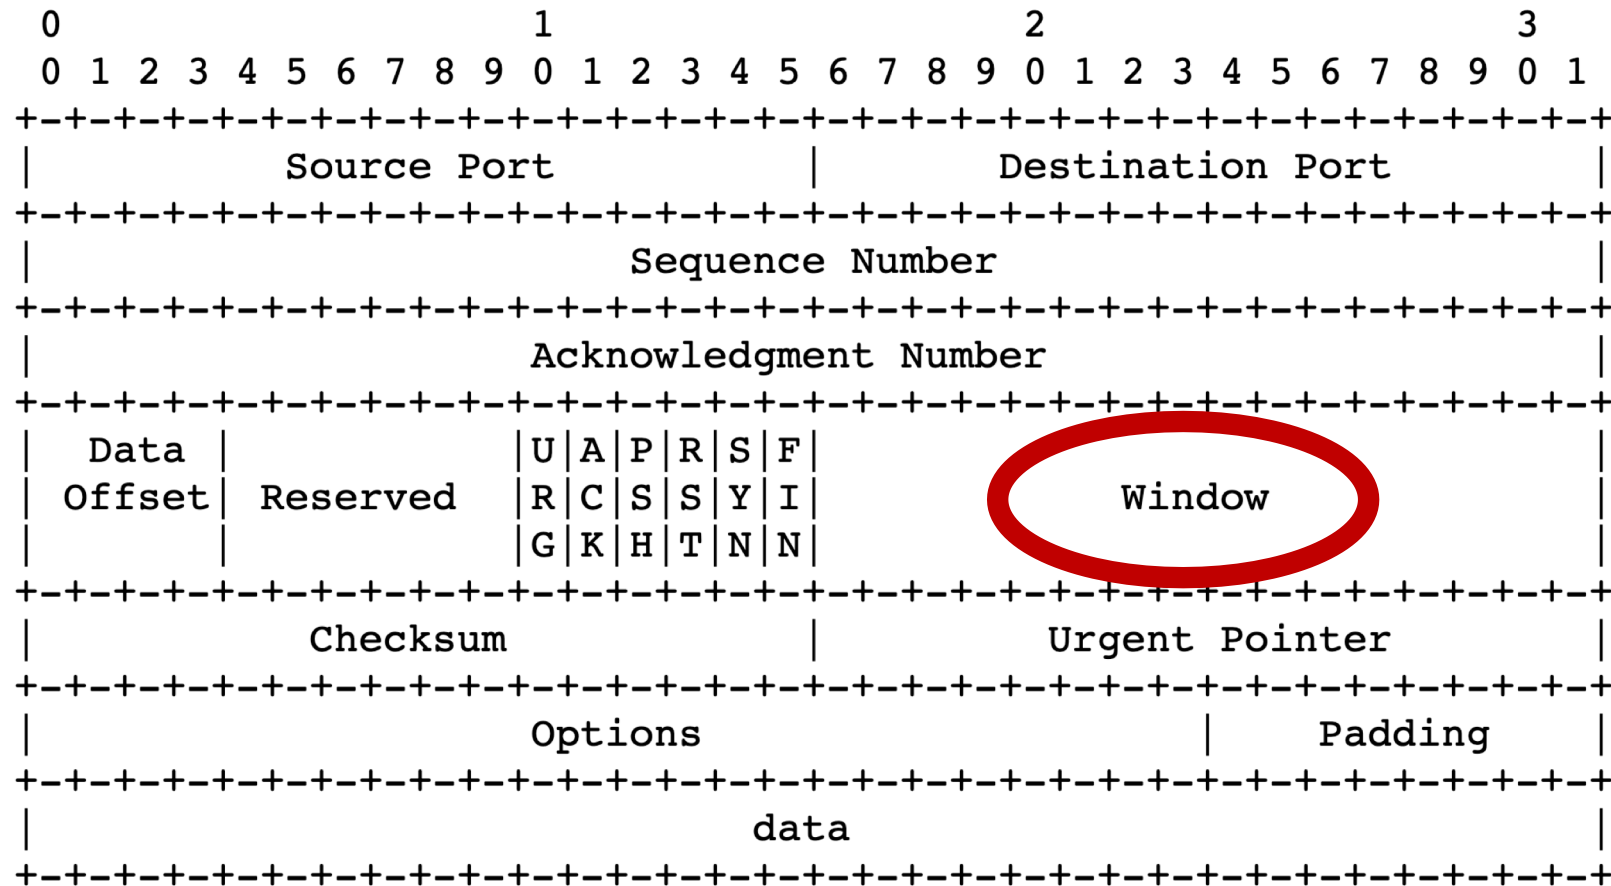 0                   1                   2                   3
 0 1 2 3 4 5 6 7 8 9 0 1 2 3 4 5 6 7 8 9 0 1 2 3 4 5 6 7 8 9 0 1
+-+-+-+-+-+-+-+-+-+-+-+-+-+-+-+-+-+-+-+-+-+-+-+-+-+-+-+-+-+-+-+-+
|          Source Port          |       Destination Port        |
+-+-+-+-+-+-+-+-+-+-+-+-+-+-+-+-+-+-+-+-+-+-+-+-+-+-+-+-+-+-+-+-+
|                        Sequence Number                        |
+-+-+-+-+-+-+-+-+-+-+-+-+-+-+-+-+-+-+-+-+-+-+-+-+-+-+-+-+-+-+-+-+
|                    Acknowledgment Number                      |
+-+-+-+-+-+-+-+-+-+-+-+-+-+-+-+-+-+-+-+-+-+-+-+-+-+-+-+-+-+-+-+-+
|  Data |           |U|A|P|R|S|F|                               |
| Offset| Reserved  |R|C|S|S|Y|I|            Window             |
|       |           |G|K|H|T|N|N|                               |
+-+-+-+-+-+-+-+-+-+-+-+-+-+-+-+-+-+-+-+-+-+-+-+-+-+-+-+-+-+-+-+-+
|           Checksum            |         Urgent Pointer        |
+-+-+-+-+-+-+-+-+-+-+-+-+-+-+-+-+-+-+-+-+-+-+-+-+-+-+-+-+-+-+-+-+
|                    Options                    |    Padding    |
+-+-+-+-+-+-+-+-+-+-+-+-+-+-+-+-+-+-+-+-+-+-+-+-+-+-+-+-+-+-+-+-+
|                             data                              |
+-+-+-+-+-+-+-+-+-+-+-+-+-+-+-+-+-+-+-+-+-+-+-+-+-+-+-+-+-+-+-+-+